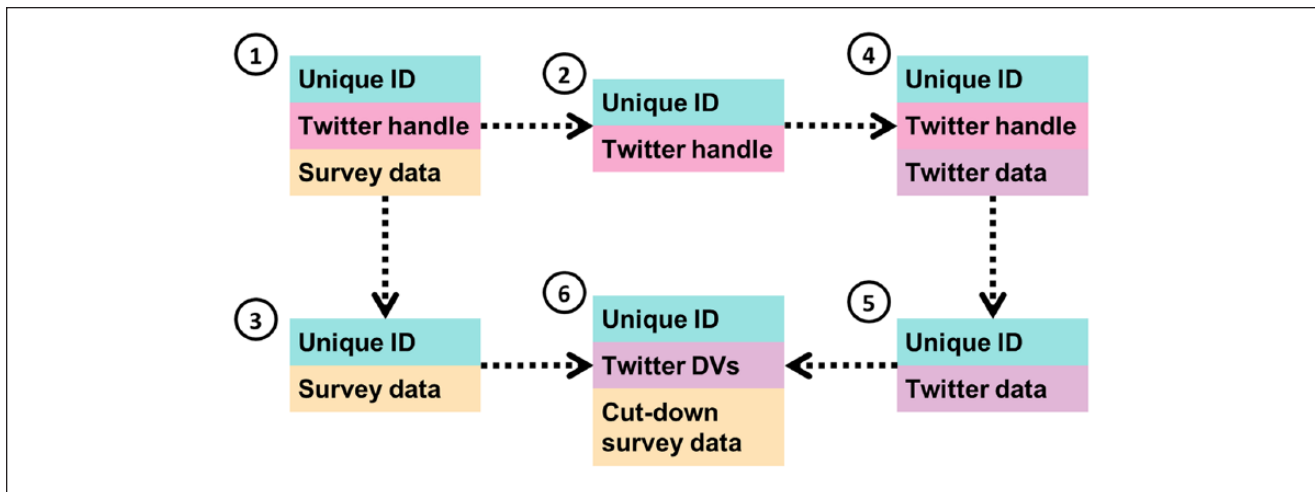 1
Unique ID
Twitter handle
Survey data
2
Unique ID
Twitter handle
4
Unique ID
Twitter handle
Twitter data
3
Unique ID
Survey data
6
Unique ID
Twitter DVs
Cut-down
survey data
5
Unique ID
Twitter data